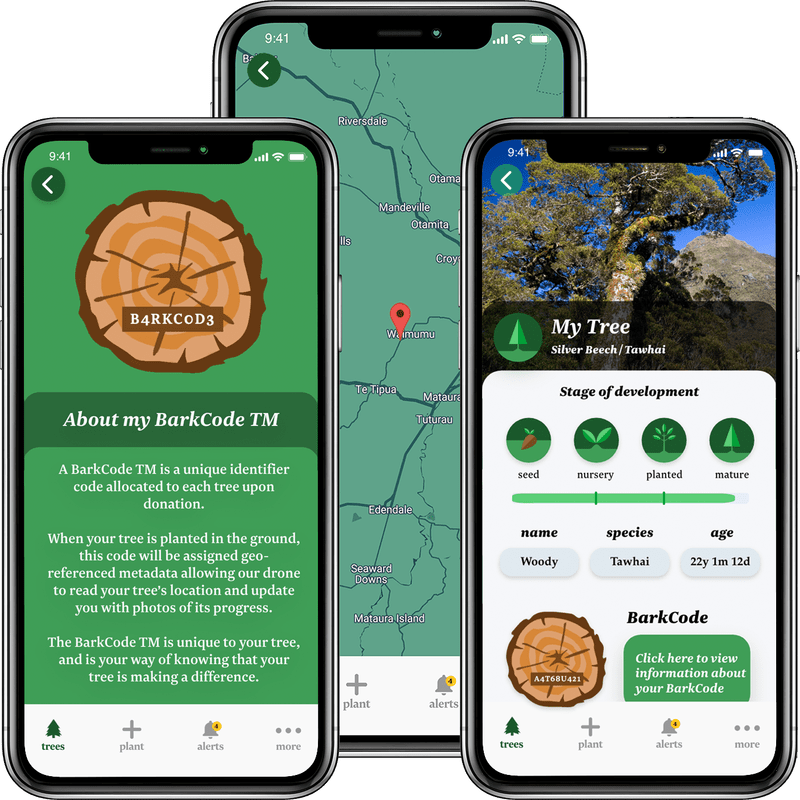 9:41
B4RKC0D3
About my BarkCode TM
A BarkCode TM is a unique identifier
code allocated to each tree upon
donation.
When your tree is planted in the ground,
this code will be assigned geo-
referenced metadata allowing our drone
to read your tree's location and update
you with photos of its progress.
The BarkCode TM is unique to your tree,
and is your way of knowing that your
tree is making a difference.
trees
plant
4
alerts
more
9:41
Riversdale
Otama
Mandeville
Otamita
lls
Croy
Waimumu
Te Tipua
Matau
Tuturau
Edendale
Seaward
Downs
Mataura Island
plant
4
alerts
9:41
My Tree
Silver Beech / Tawhai
Stage of development
seed
nursery
planted
mature
name
species
age
Woody
Tawhai
22y 1m 12d
BarkCode
A4T68U421
Click here to view
information about
your BarkCode
trees
plant
4
alerts
more